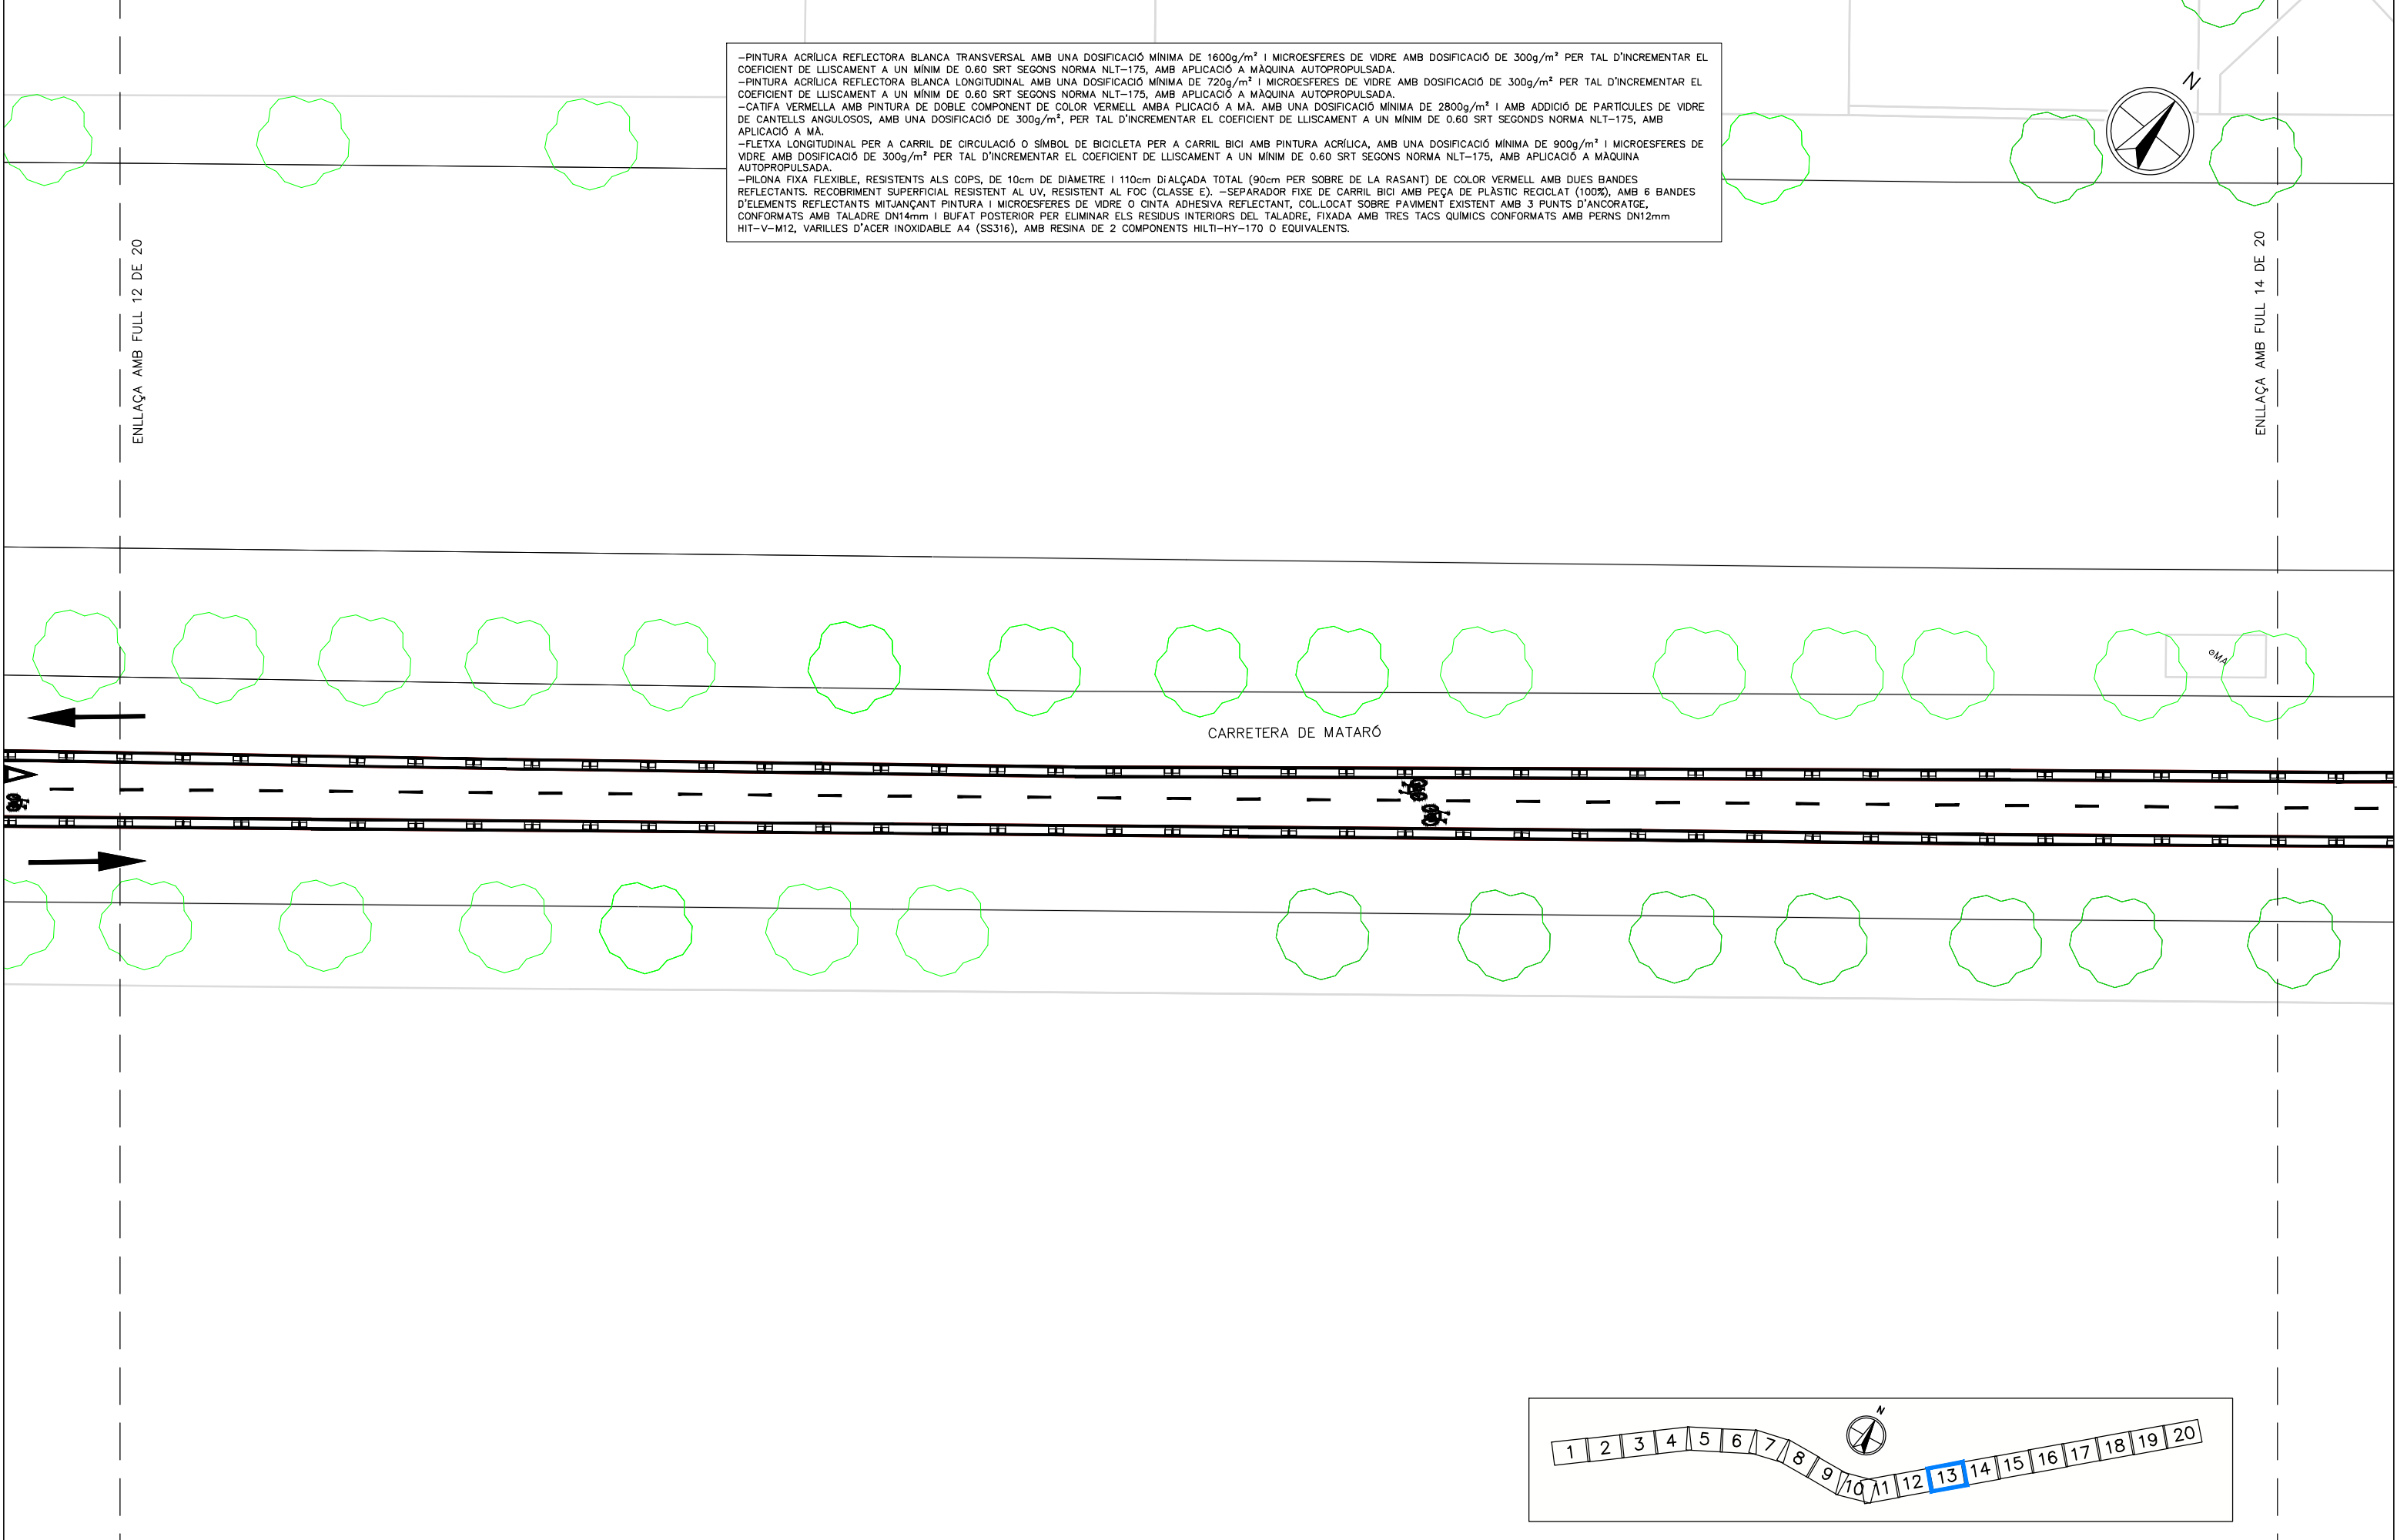 -PINTURA ACRÍLICA REFLECTORA BLANCA TRANSVERSAL AMB UNA DOSIFICACIÓ MÍNIMA DE 1600g/m² I MICROESFERES DE VIDRE AMB DOSIFICACIÓ DE 300g/m² PER TAL D'INCREMENTAR EL
COEFICIENT DE LLISCAMENT A UN MÍNIM DE 0.60 SRT SEGONS NORMA NLT-175, AMB APLICACIÓ A MÀQUINA AUTOPROPULSADA.
-PINTURA ACRÍLICA REFLECTORA BLANCA LONGITUDINAL AMB UNA DOSIFICACIÓ MÍNIMA DE 720g/m² I MICROESFERES DE VIDRE AMB DOSIFICACIÓ DE 300g/m² PER TAL D'INCREMENTAR EL
COEFICIENT DE LLISCAMENT A UN MÍNIM DE 0.60 SRT SEGONS NORMA NLT-175, AMB APLICACIÓ A MÀQUINA AUTOPROPULSADA.
-CATIFA VERMELLA AMB PINTURA DE DOBLE COMPONENT DE COLOR VERMELL AMBA PLICACIÓ A MÀ. AMB UNA DOSIFICACIÓ MÍNIMA DE 2800g/m² I AMB ADDICIÓ DE PARTÍCULES DE VIDRE
DE CANTELLS ANGULOSOS, AMB UNA DOSIFICACIÓ DE 300g/m², PER TAL D'INCREMENTAR EL COEFICIENT DE LLISCAMENT A UN MÍNIM DE 0.60 SRT SEGONDS NORMA NLT-175, AMB
APLICACIÓ A MÀ.
-FLETXA LONGITUDINAL PER A CARRIL DE CIRCULACIÓ O SÍMBOL DE BICICLETA PER A CARRIL BICI AMB PINTURA ACRÍLICA, AMB UNA DOSIFICACIÓ MÍNIMA DE 900g/m² I MICROESFERES DE
VIDRE AMB DOSIFICACIÓ DE 300g/m² PER TAL D'INCREMENTAR EL COEFICIENT DE LLISCAMENT A UN MÍNIM DE 0.60 SRT SEGONS NORMA NLT-175, AMB APLICACIÓ A MÀQUINA
AUTOPROPULSADA.
-PILONA FIXA FLEXIBLE, RESISTENTS ALS COPS, DE 10cm DE DIÀMETRE I 110cm DiALÇADA TOTAL (90cm PER SOBRE DE LA RASANT) DE COLOR VERMELL AMB DUES BANDES
REFLECTANTS. RECOBRIMENT SUPERFICIAL RESISTENT AL UV, RESISTENT AL FOC (CLASSE E). -SEPARADOR FIXE DE CARRIL BICI AMB PEÇA DE PLÀSTIC RECICLAT (100%), AMB 6 BANDES
D'ELEMENTS REFLECTANTS MITJANÇANT PINTURA I MICROESFERES DE VIDRE O CINTA ADHESIVA REFLECTANT, COL.LOCAT SOBRE PAVIMENT EXISTENT AMB 3 PUNTS D'ANCORATGE,
CONFORMATS AMB TALADRE DN14mm I BUFAT POSTERIOR PER ELIMINAR ELS RESIDUS INTERIORS DEL TALADRE, FIXADA AMB TRES TACS QUÍMICS CONFORMATS AMB PERNS DN12mm
HIT-V-M12, VARILLES D'ACER INOXIDABLE A4 (SS316), AMB RESINA DE 2 COMPONENTS HILTI-HY-170 O EQUIVALENTS.
N
ENLLAÇA AMB FULL 12 DE 20
ENLLAÇA AMB FULL 14 DE 20
MA
CARRETERA DE MATARÓ
N
1 2 3 4 5 6 7 8 9 10 11 12 13 14 15 16 17 18 19 20